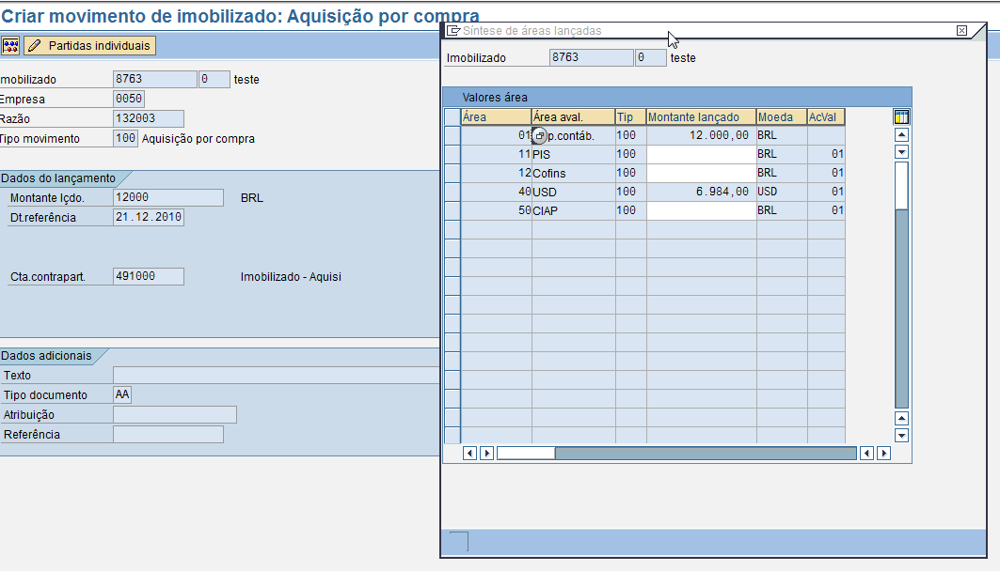 Criar movimento de imobilizado: Aquisição por compra
Partidas individuais
mobilizado 8763 0 teste
Empresa 0050
Razão 132003
Tipo movimento 100 Aquisição por compra
Dados do lançamento
Montante lçdo. 12000 BRL
Dt.referência 21.12.2010
Cta.contrapart. 491000 Imobilizado - Aquisi
Dados adicionais
Texto
Tipo documento AA
Atribuição
Referência
Síntese de áreas lançadas
Imobilizado 8763 0 teste
Valores área
Área Área aval. Tip Montante lançado Moeda AcVal
01 p.contáb. 100 12.000,00 BRL
11 PIS 100 BRL 01
12 Cofins 100 BRL 01
40 USD 100 6.984,00 USD 01
50 CIAP 100 BRL 01